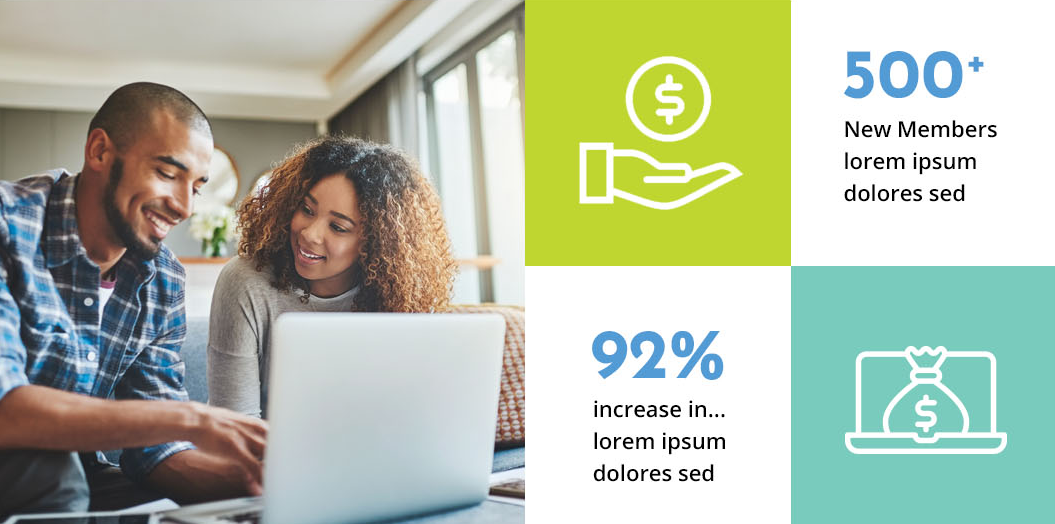 500+
New Members
lorem ipsum
dolores sed
92%
increase in...
lorem ipsum
dolores sed